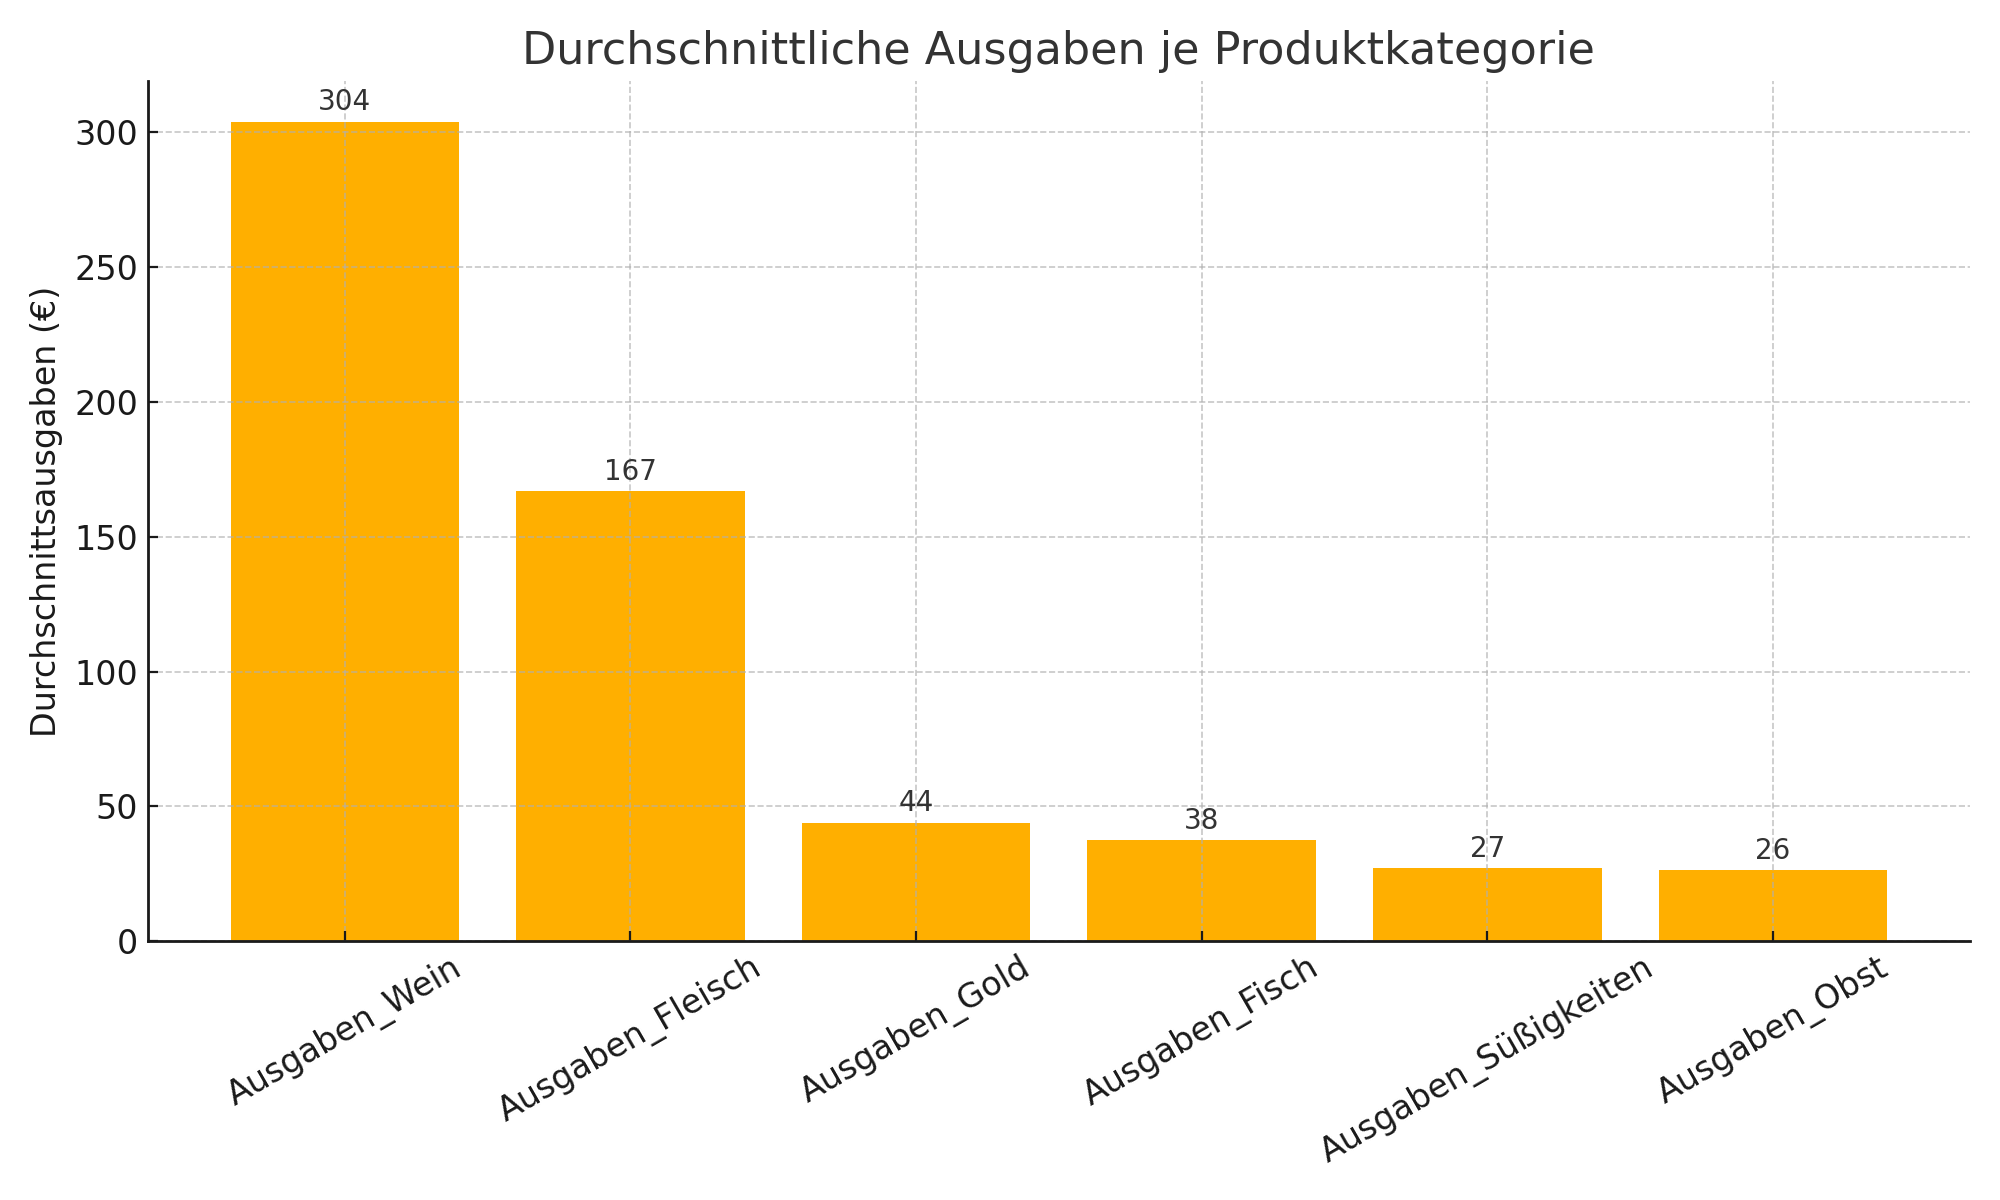 Durchschnittliche Ausgaben je Produktkategorie
Durchschnittsausgaben (€)
300
250
200
150
100
50
0
304
167
44
38
27
26
Ausgaben_Wein
Ausgaben_Fleisch
Ausgaben_Gold
Ausgaben_Fisch
Ausgaben_Süßigkeiten
Ausgaben_Obst